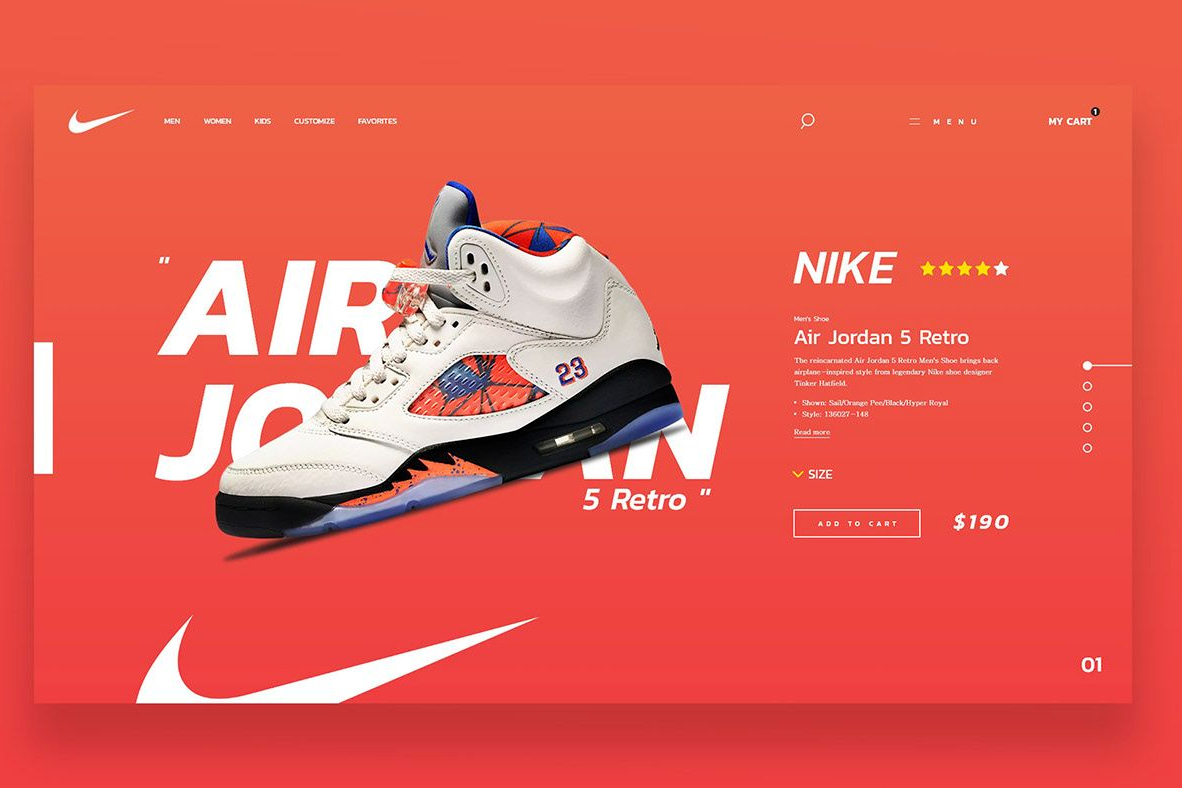 MEN WOMEN KIDS CUSTOMIZE FAVORITES
MENU
MY CART 1
" AIR
JORDAN
5 Retro "
23
NIKE
Men's Shoe
Air Jordan 5 Retro
The reincarnated Air Jordan 5 Retro Men's Shoe brings back
airplane-inspired style from legendary Nike shoe designer
Tinker Hatfield.
• Shown: Sail/Orange Pee/Black/Hyper Royal
• Style: 136027-148
Read more
SIZE
ADD TO CART
$190
01